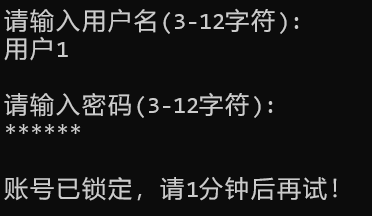 请输入用户名(3-12字符):
用户1
请输入密码(3-12字符):
******
账号已锁定，请1分钟后再试！